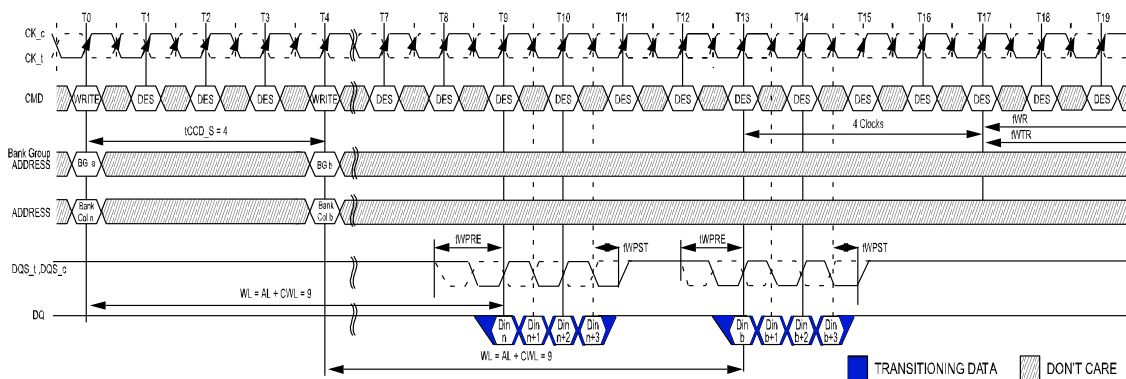 T0 T1 T2 T3 T4 T7 T8 T9 T10 T11 T12 T13 T14 T15 T16 T17 T18 T19
CK_c
CK_t
CMD WRITE DES DES DES WRITE DES DES DES DES DES DES DES DES DES DES DES DES DES
tCCD_S = 4
4 Clocks
tWR
tWTR
Bank Group
ADDRESS
BG a
BG b
ADDRESS
Bank
Col n
Bank
Col b
tWPRE
tWPST
tWPRE
tWPST
DQS_t ,DQS_c
WL = AL + CWL = 9
DQ
Din
n
Din
n+1
Din
n+2
Din
n+3
Din
b
Din
b+1
Din
b+2
Din
b+3
WL = AL + CWL = 9
TRANSITIONING DATA
DON'T CARE